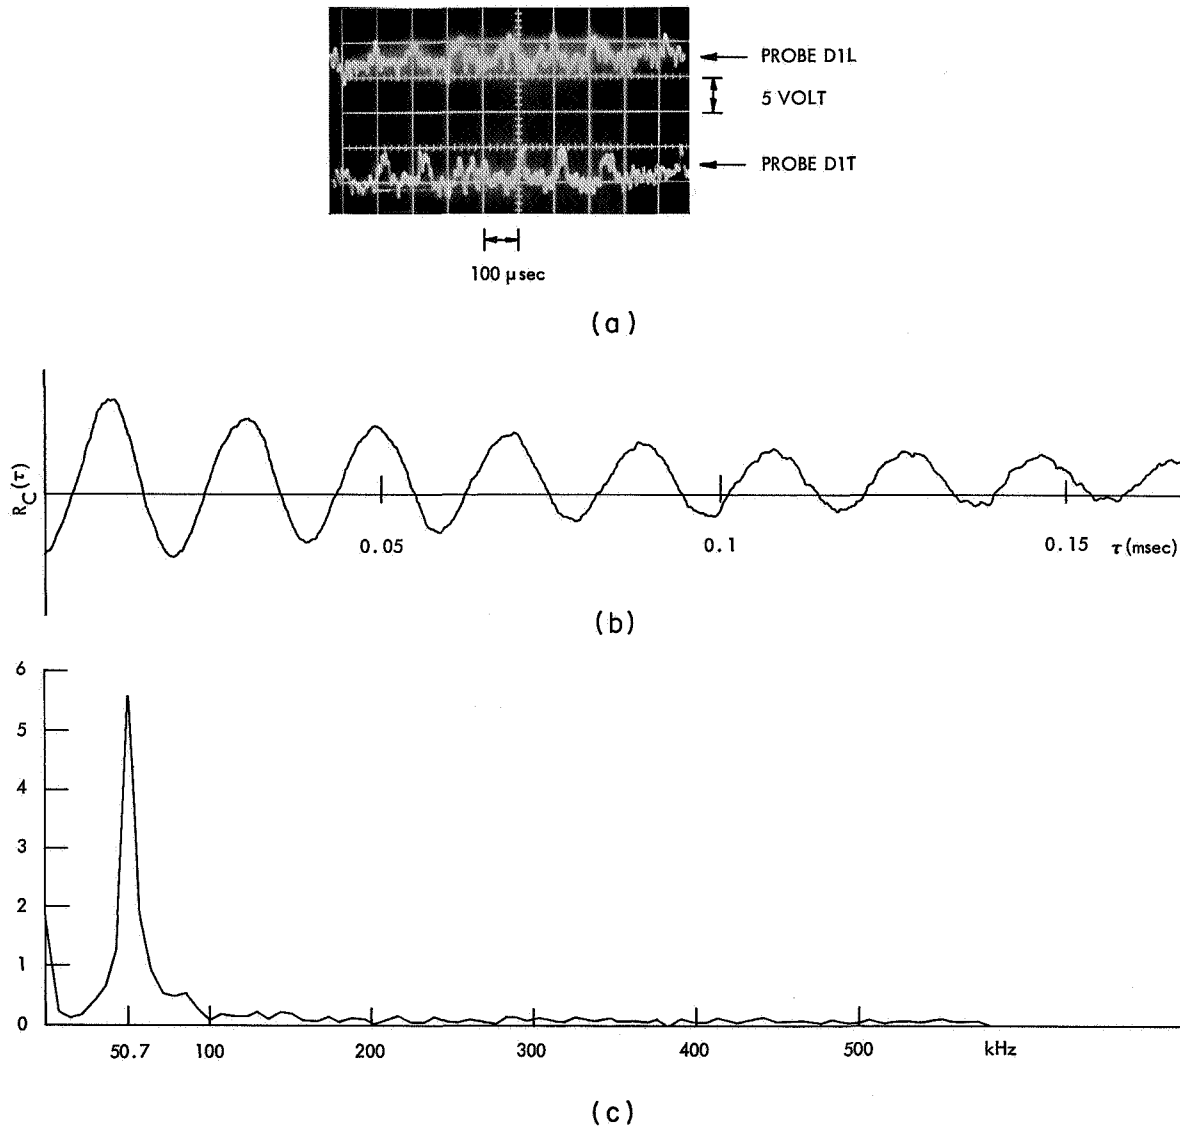 PROBE D1L
5 VOLT
PROBE D1T
100 μsec
(a)
R_C(τ)
0.05
0.1
0.15
τ (msec)
(b)
6
5
4
3
2
1
0
50.7
100
200
300
400
500
kHz
(c)